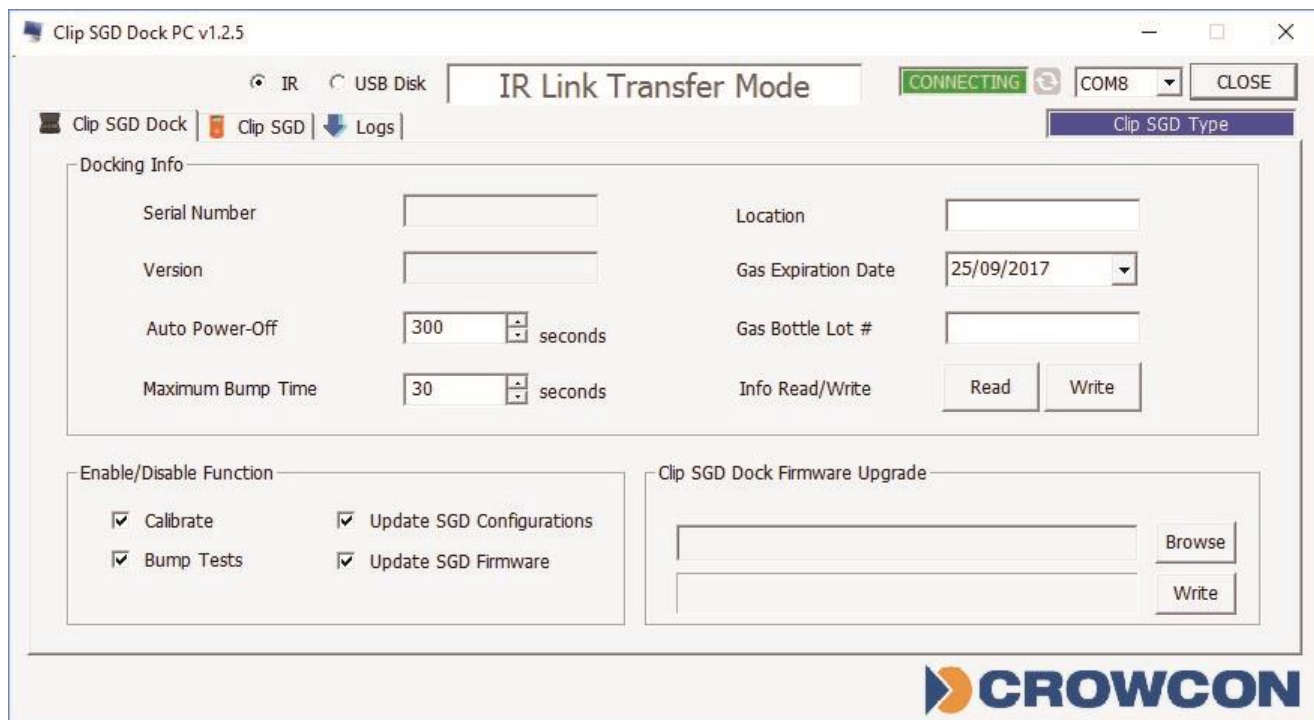 Clip SGD Dock PC v1.2.5
IR
USB Disk
IR Link Transfer Mode
CONNECTING
COM8
CLOSE
Clip SGD Dock
Clip SGD
Logs
Clip SGD Type
Docking Info
Serial Number
Location
Version
Gas Expiration Date
25/09/2017
Auto Power-Off
300
seconds
Gas Bottle Lot #
Maximum Bump Time
30
seconds
Info Read/Write
Read
Write
Enable/Disable Function
Calibrate
Update SGD Configurations
Bump Tests
Update SGD Firmware
Clip SGD Dock Firmware Upgrade
Browse
Write
CROWCON